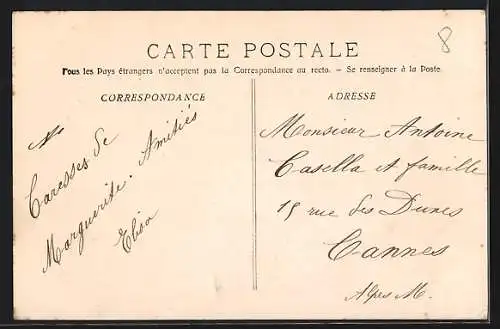 8
CARTE POSTALE
Tous les Pays étrangers n'acceptent pas la Correspondance au recto. - Se renseigner à la Poste.
CORRESPONDANCE
Caresses de
Marguerite. Amitiés
Elisa
ADRESSE
Monsieur Antoine
Casella et famille
15 rue des Dunes
Cannes
Alpes M.